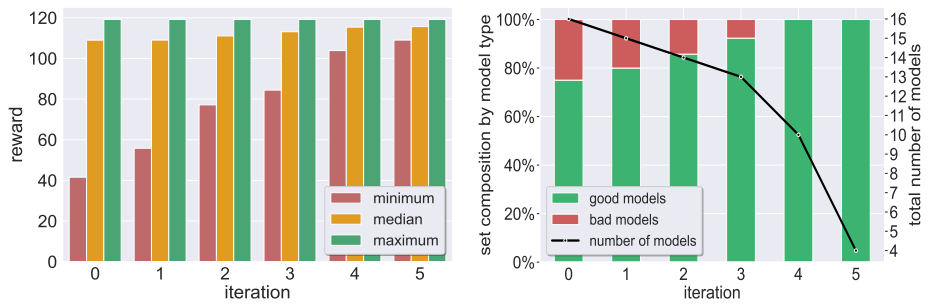 120
100
80
60
40
20
0
reward
0 1 2 3 4 5
iteration
minimum
median
maximum
100%
80%
60%
40%
20%
0%
set composition by model type
0 1 2 3 4 5
iteration
good models
bad models
number of models
16
15
14
13
12
11
10
9
8
7
6
5
4
total number of models